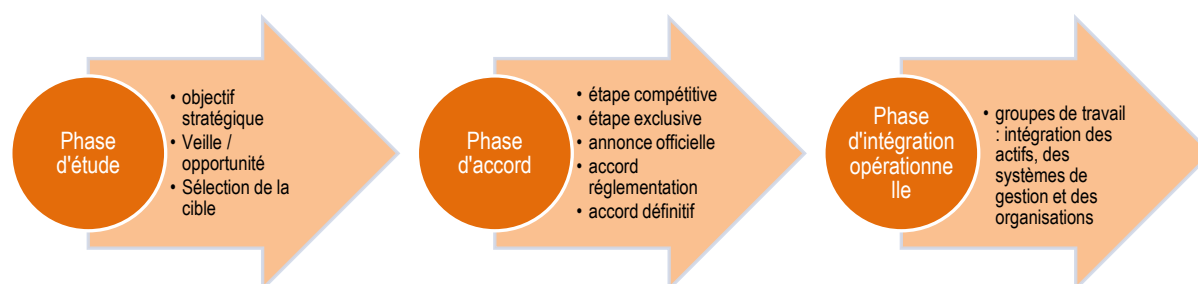 Phase
d'étude
• objectif
stratégique
• Veille /
opportunité
• Sélection de la
cible
Phase
d'accord
• étape compétitive
• étape exclusive
• annonce officielle
• accord
réglementation
• accord définitif
Phase
d'intégration
opérationne
lle
• groupes de travail
: intégration des
actifs, des
systèmes de
gestion et des
organisations